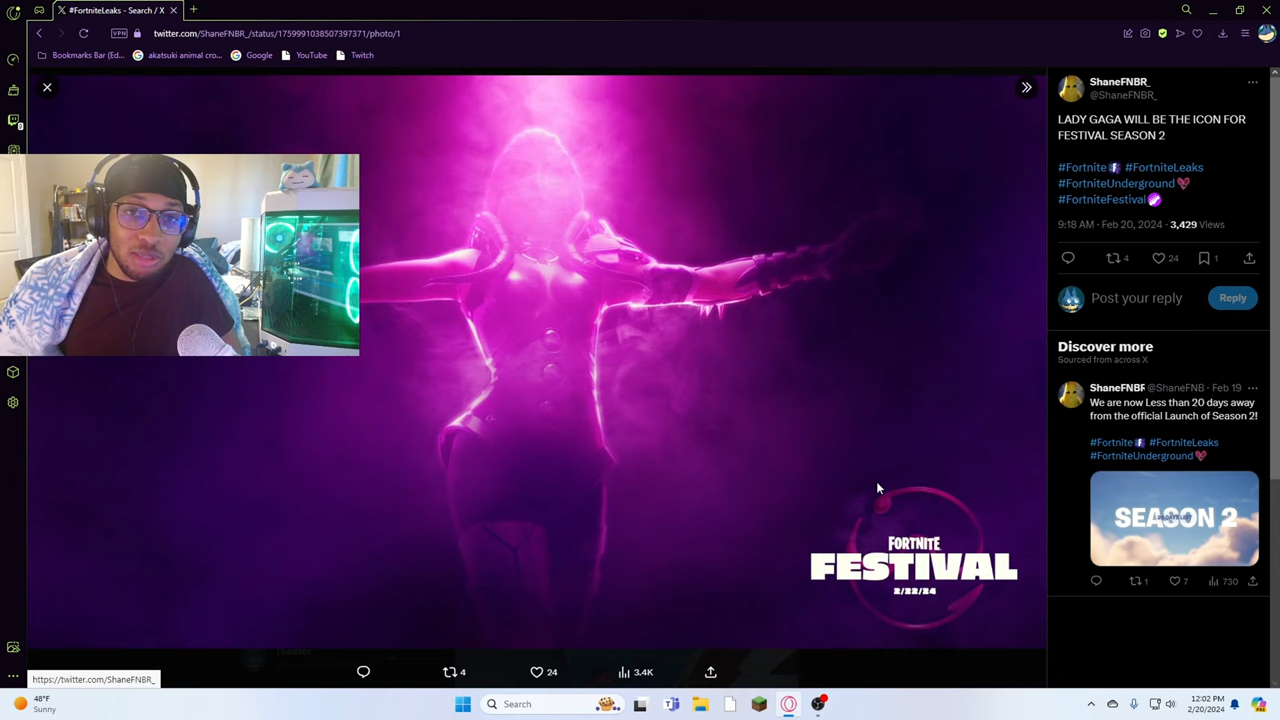 #FortniteLeaks - Search / X
VPN
twitter.com/ShaneFNBR_/status/1759991038507397371/photo/1
Bookmarks Bar (Ed...
akatsuki animal cro...
Google
YouTube
Twitch
ShaneFNBR_
@ShaneFNBR_
LADY GAGA WILL BE THE ICON FOR
FESTIVAL SEASON 2
#Fortnite #FortniteLeaks
#FortniteUnderground
#FortniteFestival
9:18 AM · Feb 20, 2024 · 3,429 Views
4
24
1
Post your reply
Reply
Discover more
Sourced from across X
ShaneFNBR @ShaneFNB · Feb 19
We are now Less than 20 days away
from the official Launch of Season 2!
#Fortnite #FortniteLeaks
#FortniteUnderground
SEASON 2
1
7
730
FORTNITE
FESTIVAL
2/22/24
4
24
3.4K
https://twitter.com/ShaneFNBR_
48°F
Sunny
Search
12:02 PM
2/20/2024